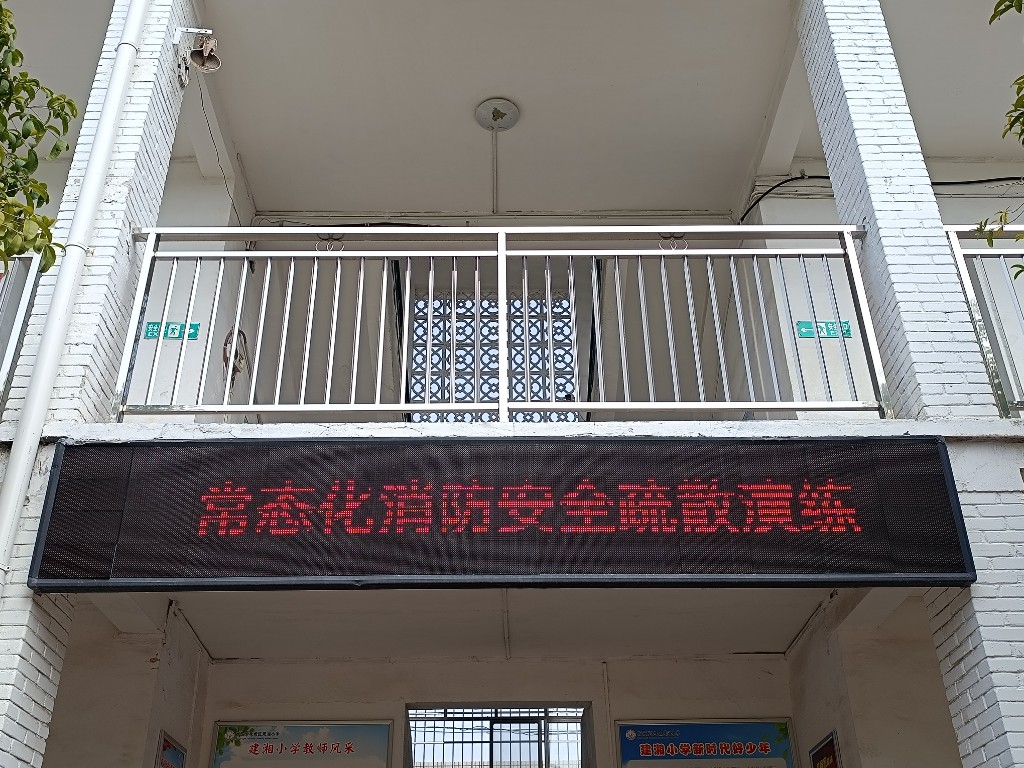 常态化消防安全疏散演练
建湘小学教师风采
建湘小学新时代好少年